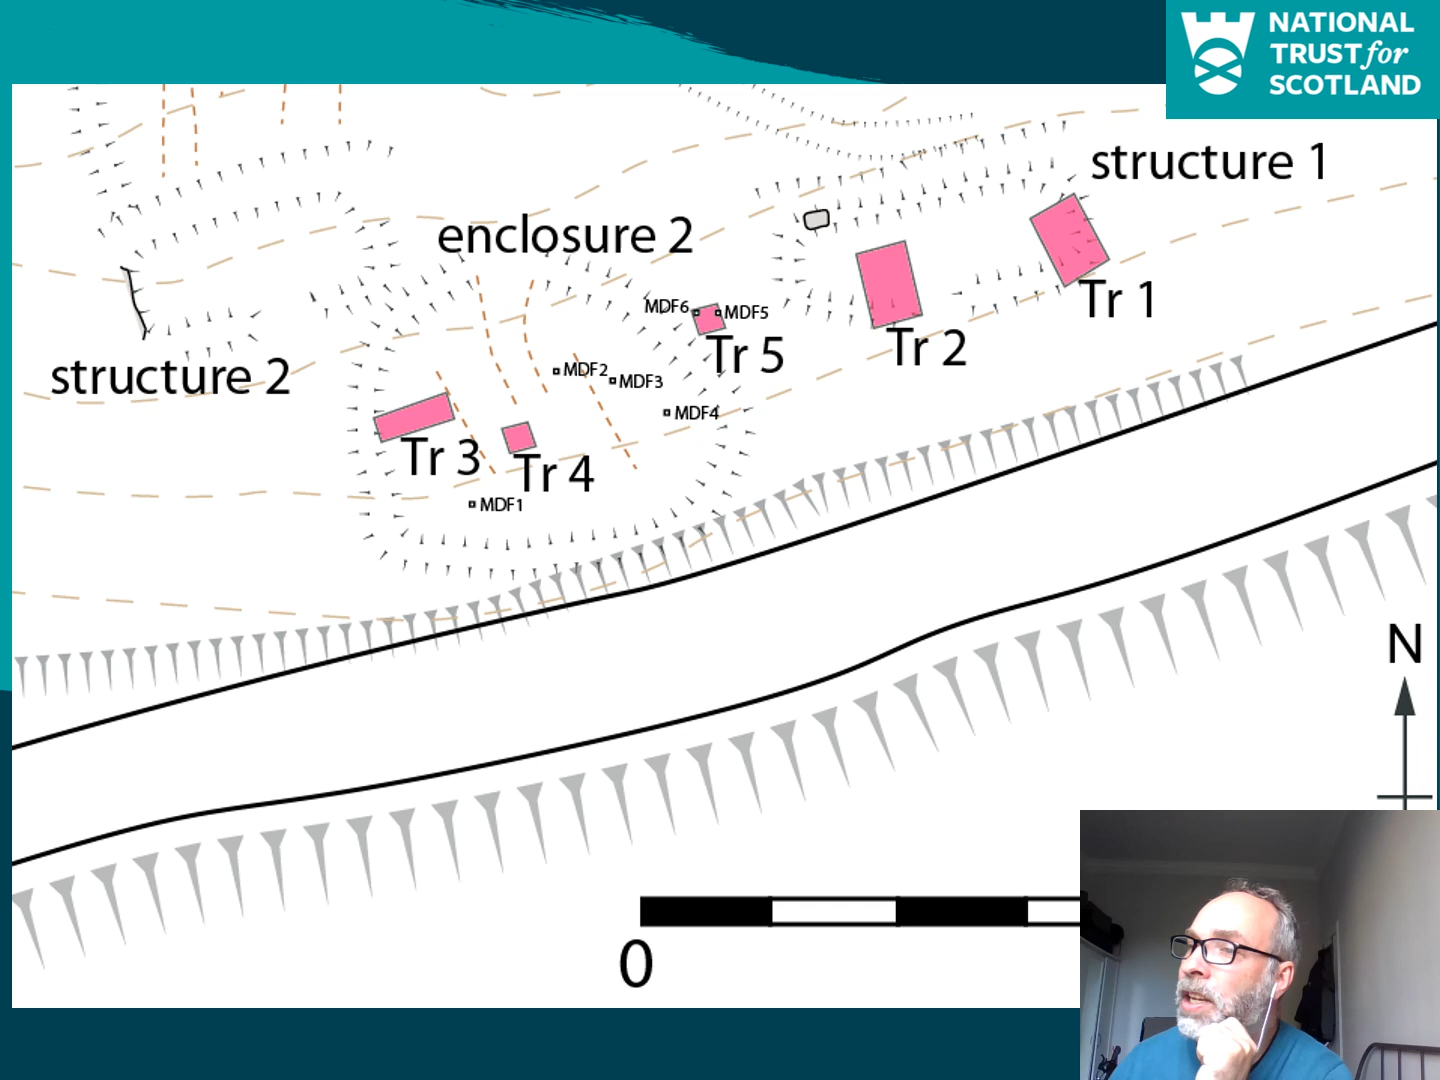 NATIONAL
TRUST for
SCOTLAND
structure 1
enclosure 2
Tr 1
MDF6
MDF5
Tr 2
Tr 5
structure 2
MDF2
MDF3
MDF4
Tr 3
Tr 4
MDF1
N
0